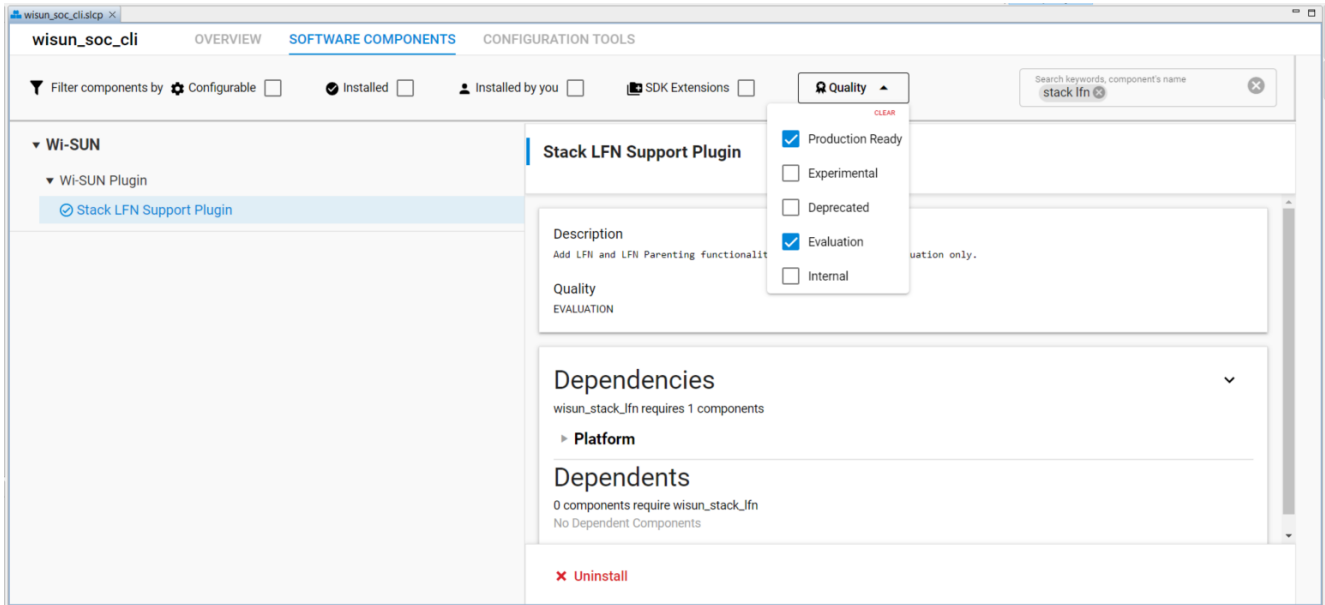 wisun_soc_cli.slcp
wisun_soc_cli OVERVIEW SOFTWARE COMPONENTS CONFIGURATION TOOLS
Filter components by Configurable Installed Installed by you SDK Extensions Quality
Search keywords, component's name
stack lfn
CLEAR
Production Ready
Experimental
Deprecated
Evaluation
Internal
Wi-SUN
Wi-SUN Plugin
Stack LFN Support Plugin
Stack LFN Support Plugin
Description
Add LFN and LFN Parenting functionalit uation only.
Quality
EVALUATION
Dependencies
wisun_stack_lfn requires 1 components
Platform
Dependents
0 components require wisun_stack_lfn
No Dependent Components
Uninstall